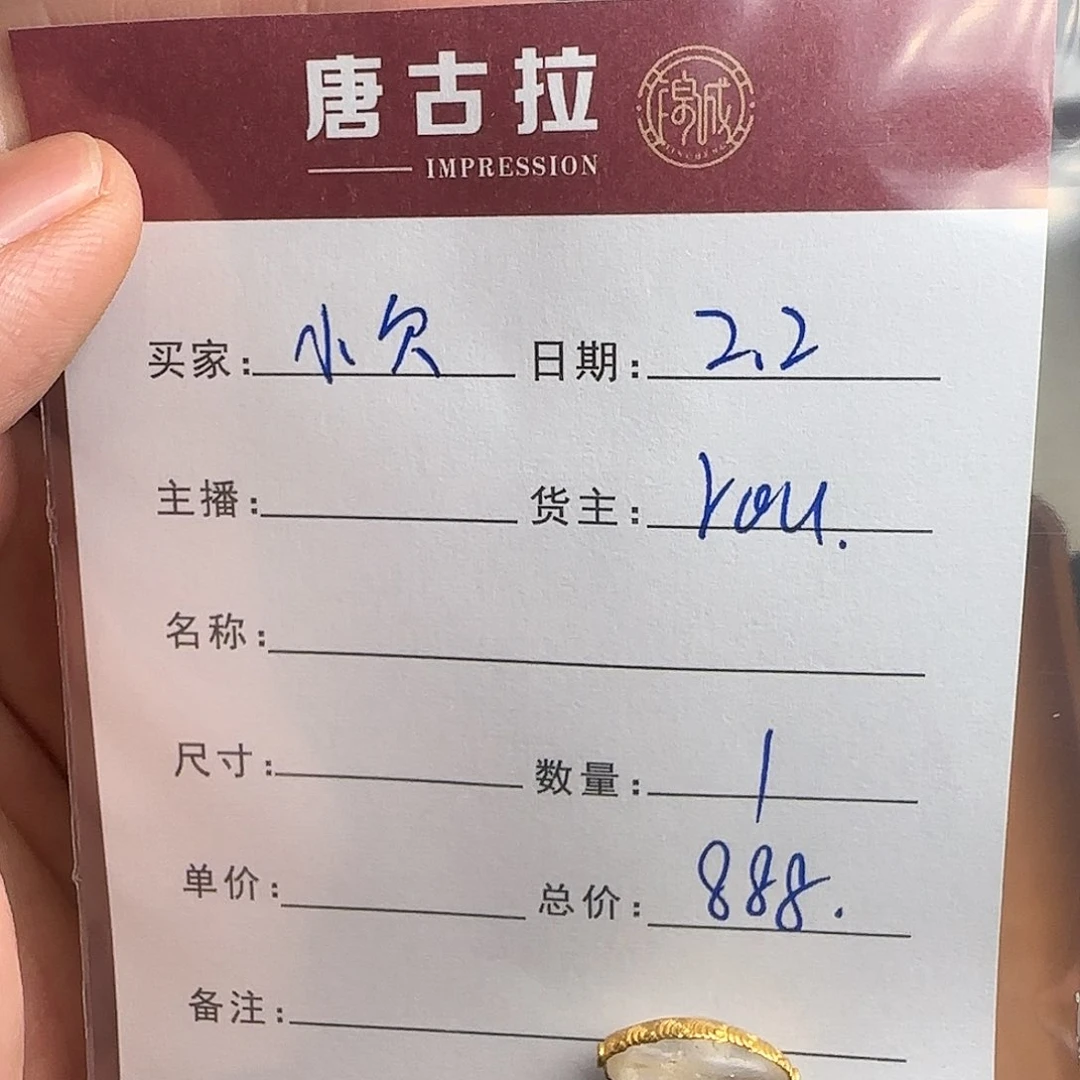 唐古拉
IMPRESSION
买家: 小欠 日期: 2.2
主播: 货主: You.
名称:
尺寸: 数量: 1
单价: 总价: 888.
备注: